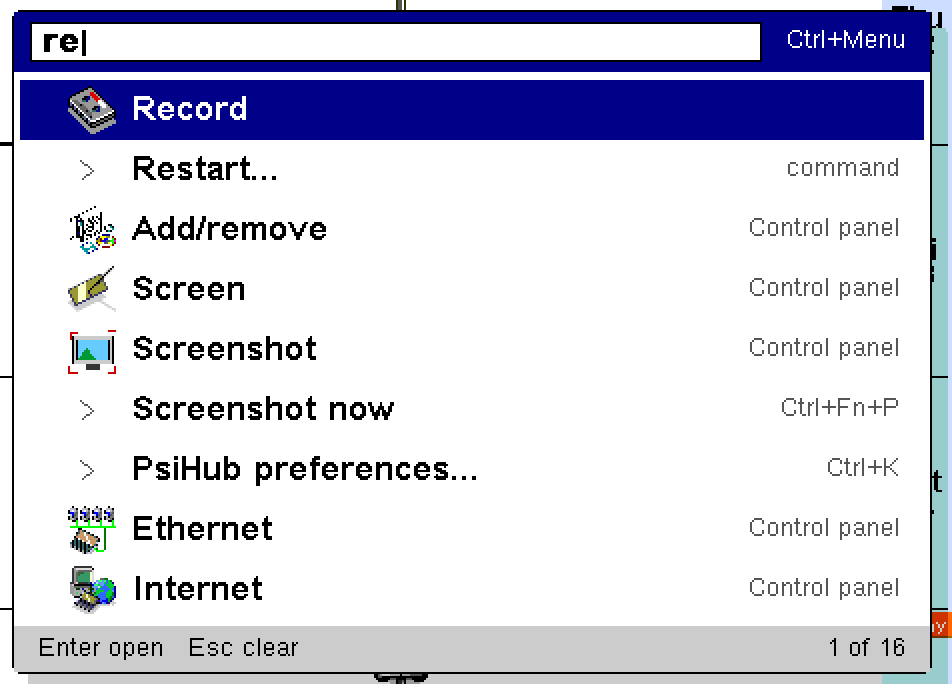 re
Ctrl+Menu
Record
> Restart... command
Add/remove Control panel
Screen Control panel
Screenshot Control panel
> Screenshot now Ctrl+Fn+P
> PsiHub preferences... Ctrl+K
Ethernet Control panel
Internet Control panel
Enter open Esc clear 1 of 16